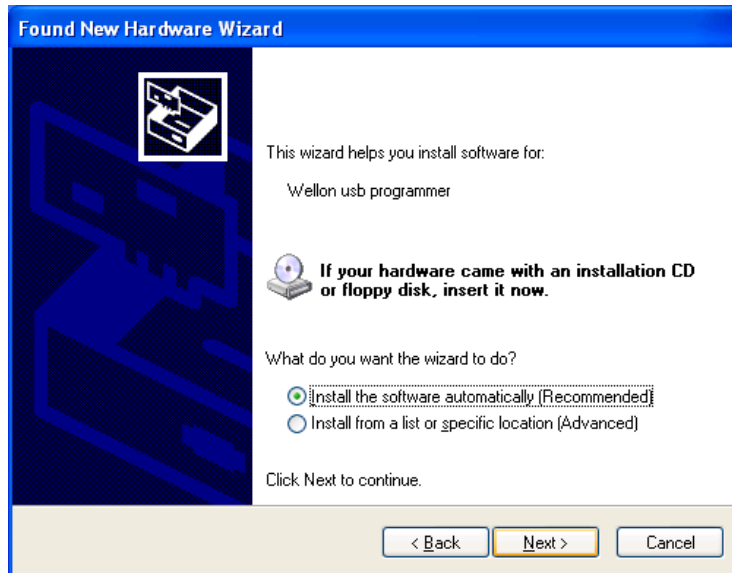 Found New Hardware Wizard
This wizard helps you install software for:
Wellon usb programmer
If your hardware came with an installation CD
or floppy disk, insert it now.
What do you want the wizard to do?
Install the software automatically (Recommended)
Install from a list or specific location (Advanced)
Click Next to continue.
< Back
Next >
Cancel